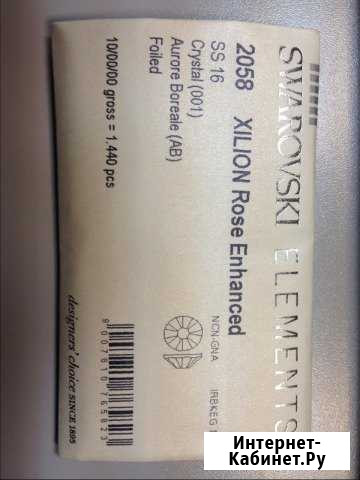 SWAROVSKI ELEMENTS
2058 XILION Rose Enhanced
SS 16
Crystal (001)
Aurore Boreale (AB)
Foiled
10/00/00 gross = 1.440 pcs
NCN-GNA
IRBKEG
designers' choice SINCE 1895
9007810765823
Интернет-
Кабинет.Ру